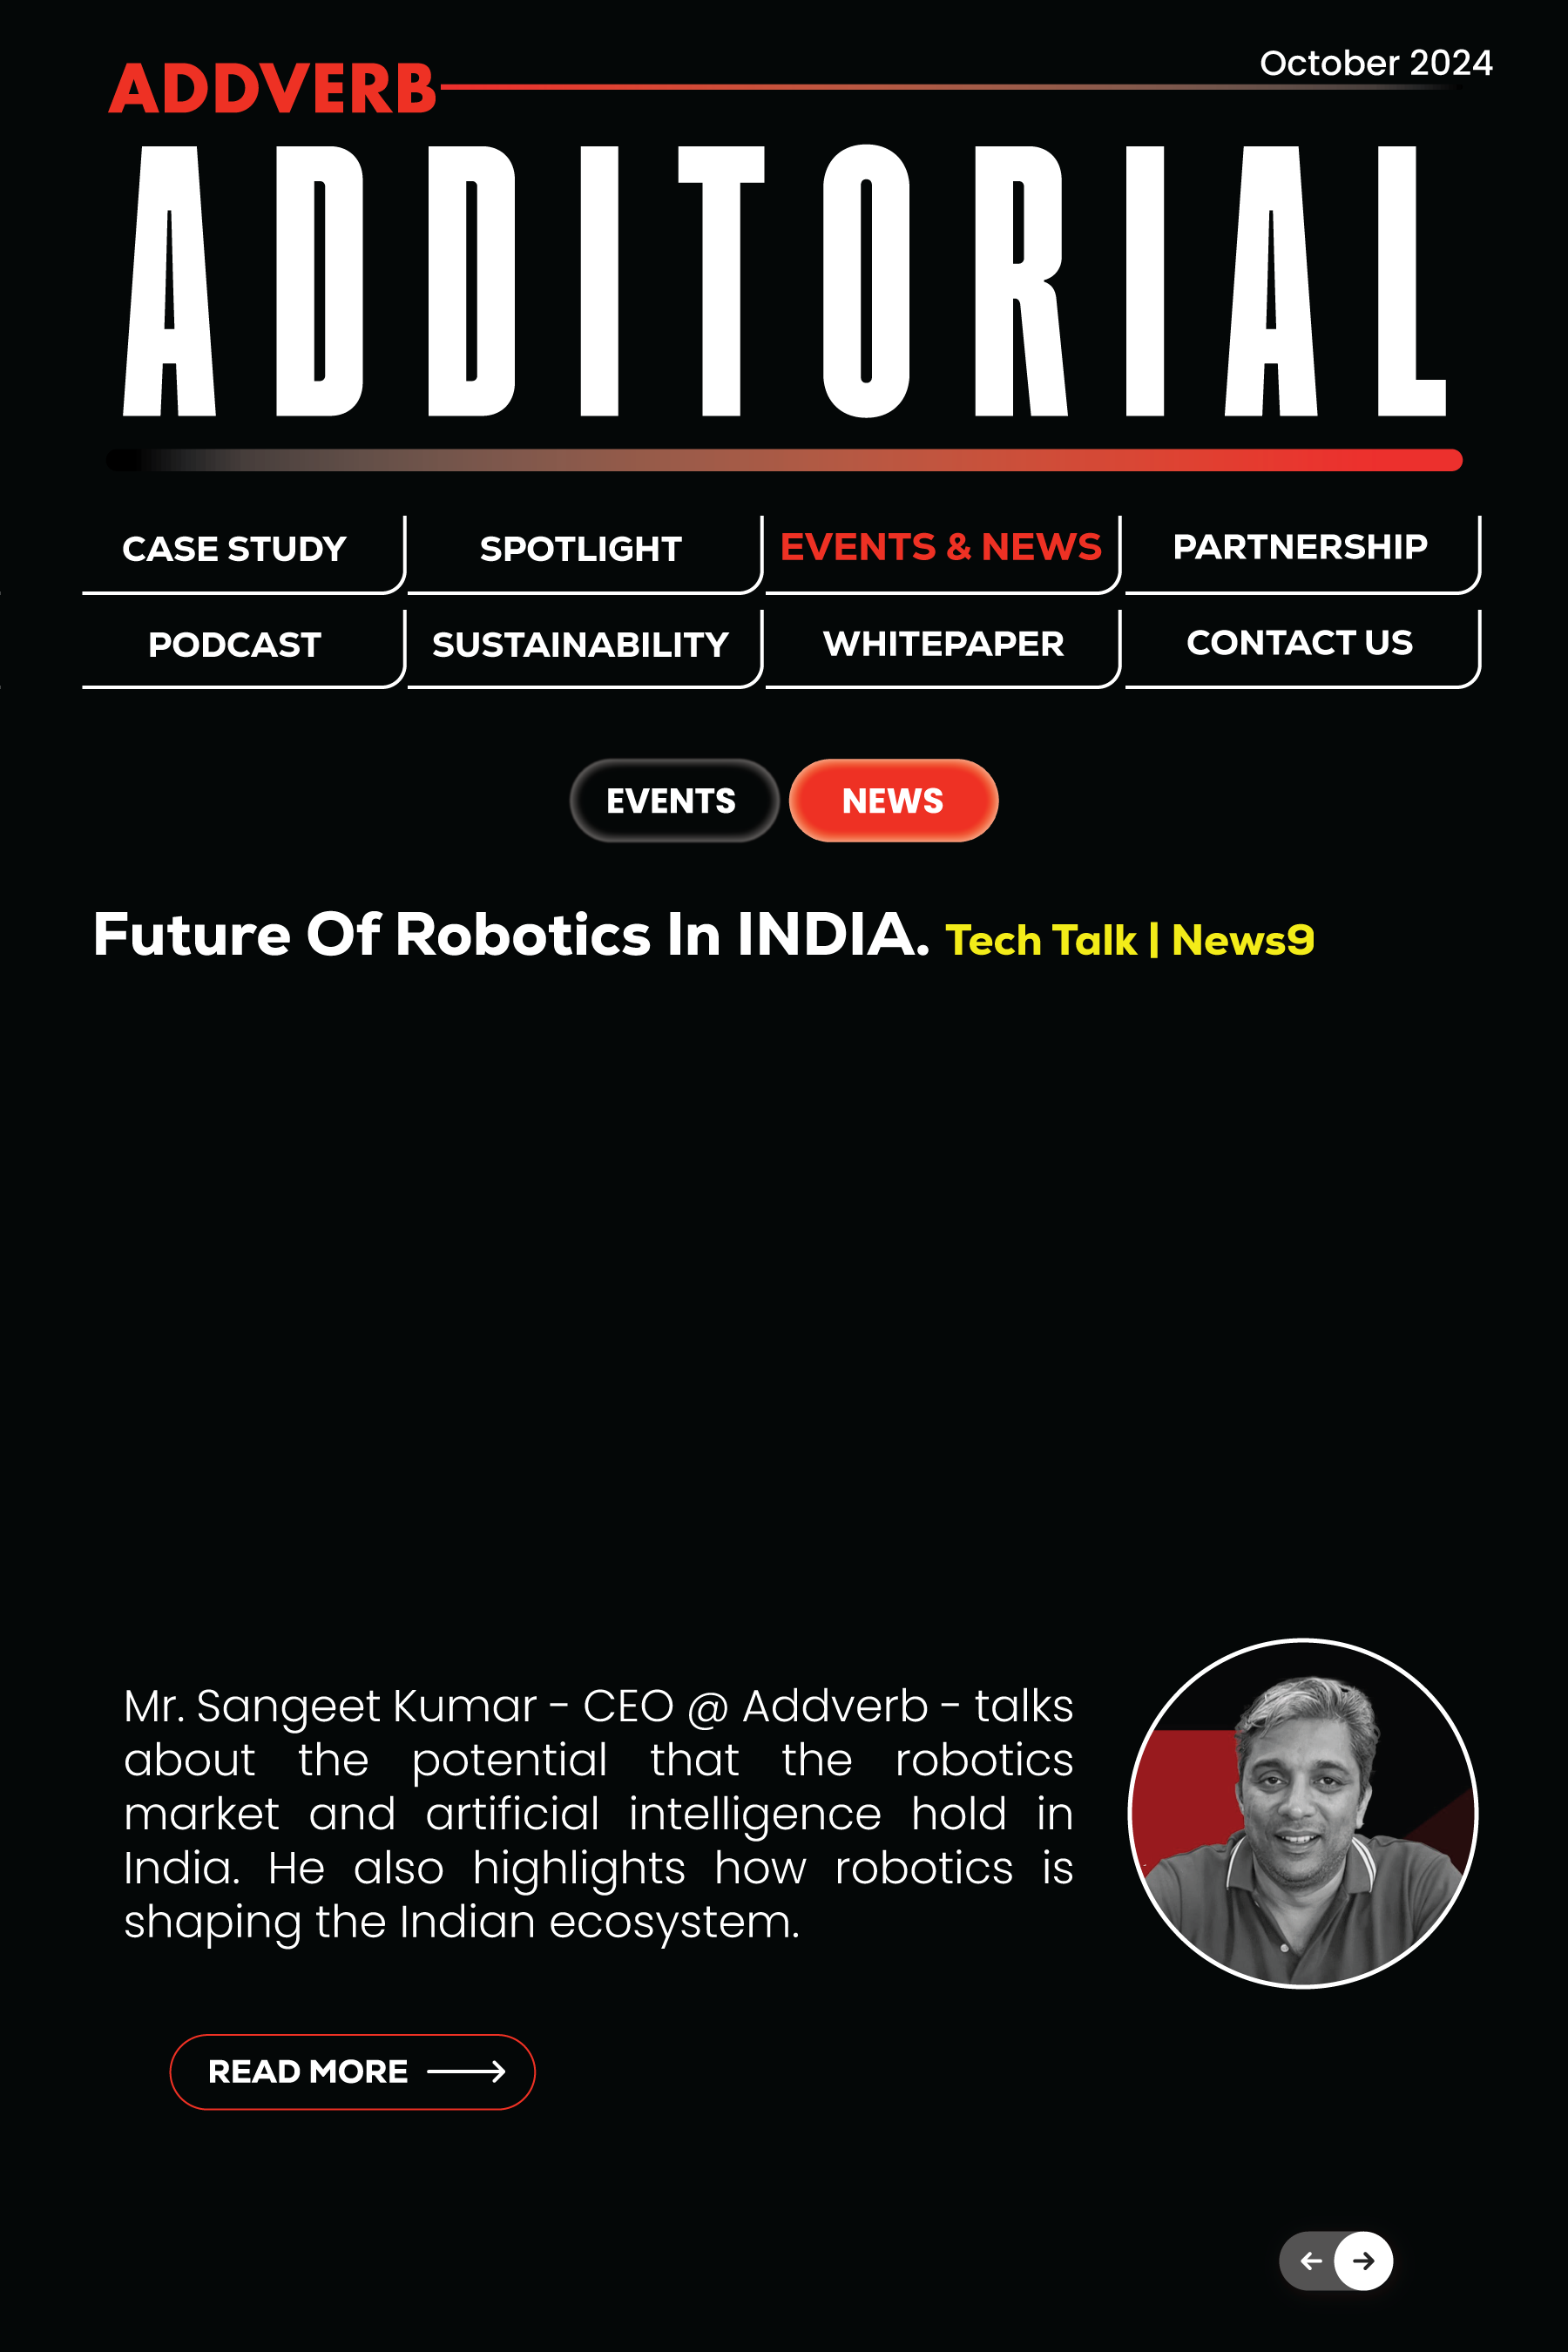 ADDVERB
October 2024
ADDITORIAL
CASE STUDY
SPOTLIGHT
EVENTS & NEWS
PARTNERSHIP
PODCAST
SUSTAINABILITY
WHITEPAPER
CONTACT US
EVENTS
NEWS
Future Of Robotics In INDIA. Tech Talk | News9
Mr. Sangeet Kumar - CEO @ Addverb - talks
about the potential that the robotics
market and artificial intelligence hold in
India. He also highlights how robotics is
shaping the Indian ecosystem.
READ MORE